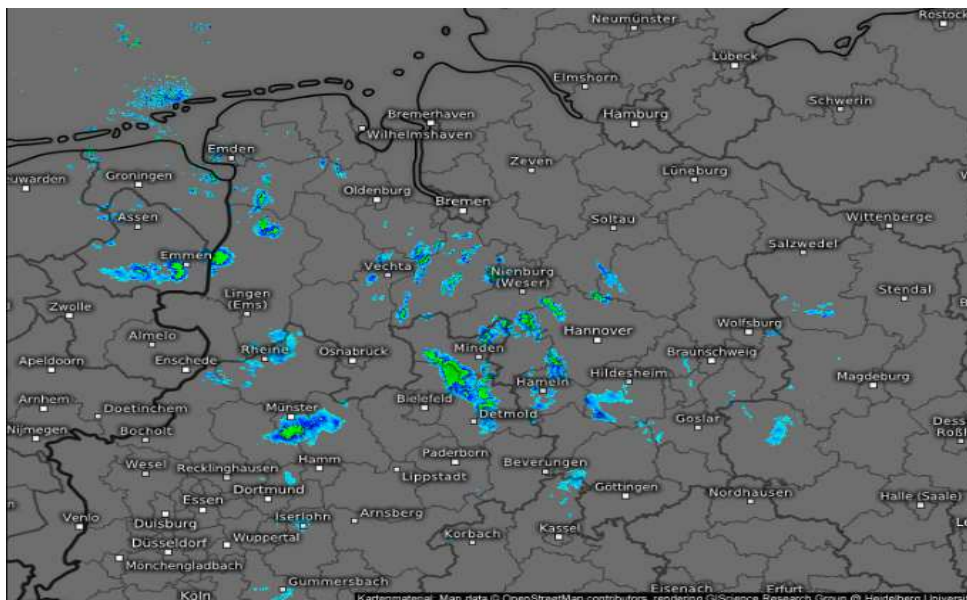 Neumünster
Rostock
Lübeck
Elmshorn
Schwerin
Bremerhaven
Hamburg
Wilhelmshaven
Emden
Zeven
Groningen
Lüneburg
Oldenburg
Bremen
Assen
Soltau
Wittenberge
Salzwedel
Emmen
Vechta
Nienburg
(Weser)
Stendal
Lingen
(Ems)
Zwolle
Hannover
Wolfsburg
Almelo
Rheine
Osnabrück
Minden
Braunschweig
Apeldoorn
Enschede
Hameln
Hildesheim
Magdeburg
Arnhem
Doetinchem
Münster
Bielefeld
Detmold
Goslar
Nijmegen
Bocholt
Paderborn
Wesel
Recklinghausen
Hamm
Lippstadt
Beverungen
Göttingen
Nordhausen
Halle (Saale)
Essen
Dortmund
Venlo
Duisburg
Iserlohn
Arnsberg
Düsseldorf
Wuppertal
Korbach
Kassel
Mönchengladbach
Gummersbach
Köln
Eisenach
Erfurt
Kartenmaterial: Map data © OpenStreetMap contributors, rendering GIScience Research Group @ Heidelberg Universit